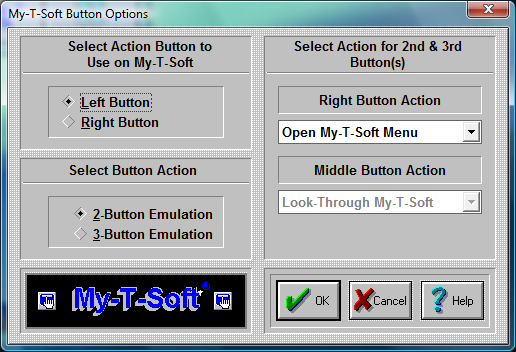 My-T-Soft Button Options
Select Action Button to
Use on My-T-Soft
Left Button
Right Button
Select Button Action
2-Button Emulation
3-Button Emulation
My-T-Soft
Select Action for 2nd & 3rd
Button(s)
Right Button Action
Open My-T-Soft Menu
Middle Button Action
Look-Through My-T-Soft
OK
Cancel
Help